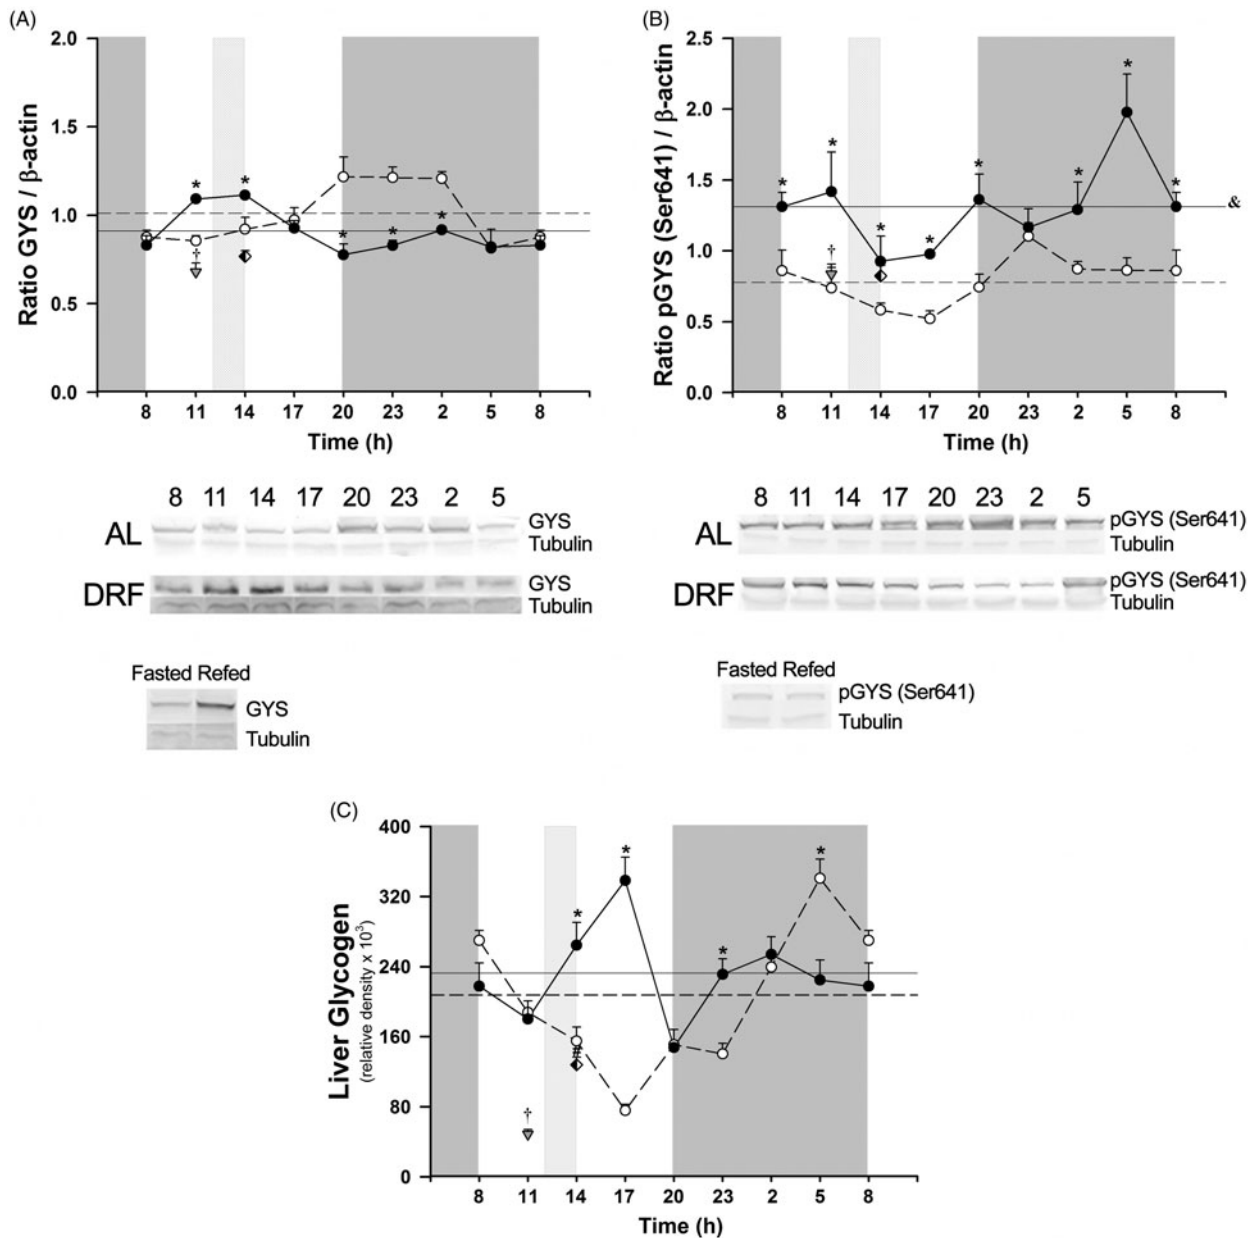 (A)
2.0
1.5
1.0
0.5
0.0
Ratio GYS / β-actin
* * * * *
†
8 11 14 17 20 23 2 5 8
Time (h)
(B)
2.5
2.0
1.5
1.0
0.5
0.0
Ratio pGYS (Ser641) / β-actin
* * * * * * * *
†
&
8 11 14 17 20 23 2 5 8
Time (h)
8 11 14 17 20 23 2 5
AL
GYS
Tubulin
DRF
GYS
Tubulin
Fasted Refed
GYS
Tubulin
8 11 14 17 20 23 2 5
AL
pGYS (Ser641)
Tubulin
DRF
pGYS (Ser641)
Tubulin
Fasted Refed
pGYS (Ser641)
Tubulin
(C)
400
320
240
160
80
0
Liver Glycogen
(relative density x 10³)
* * * *
#
†
8 11 14 17 20 23 2 5 8
Time (h)